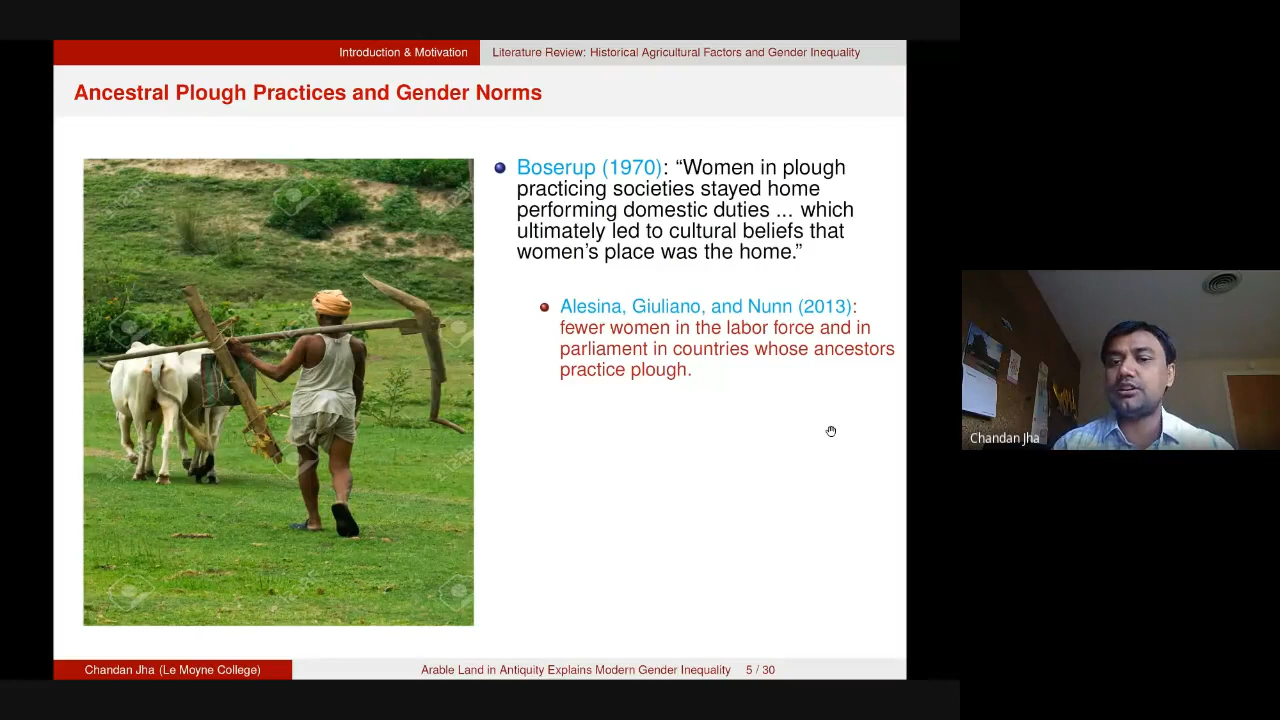 Introduction & Motivation
Literature Review: Historical Agricultural Factors and Gender Inequality
Ancestral Plough Practices and Gender Norms
Boserup (1970): “Women in plough
practicing societies stayed home
performing domestic duties ... which
ultimately led to cultural beliefs that
women’s place was the home.”
Alesina, Giuliano, and Nunn (2013):
fewer women in the labor force and in
parliament in countries whose ancestors
practice plough.
Chandan Jha
Chandan Jha (Le Moyne College)
Arable Land in Antiquity Explains Modern Gender Inequality
5 / 30